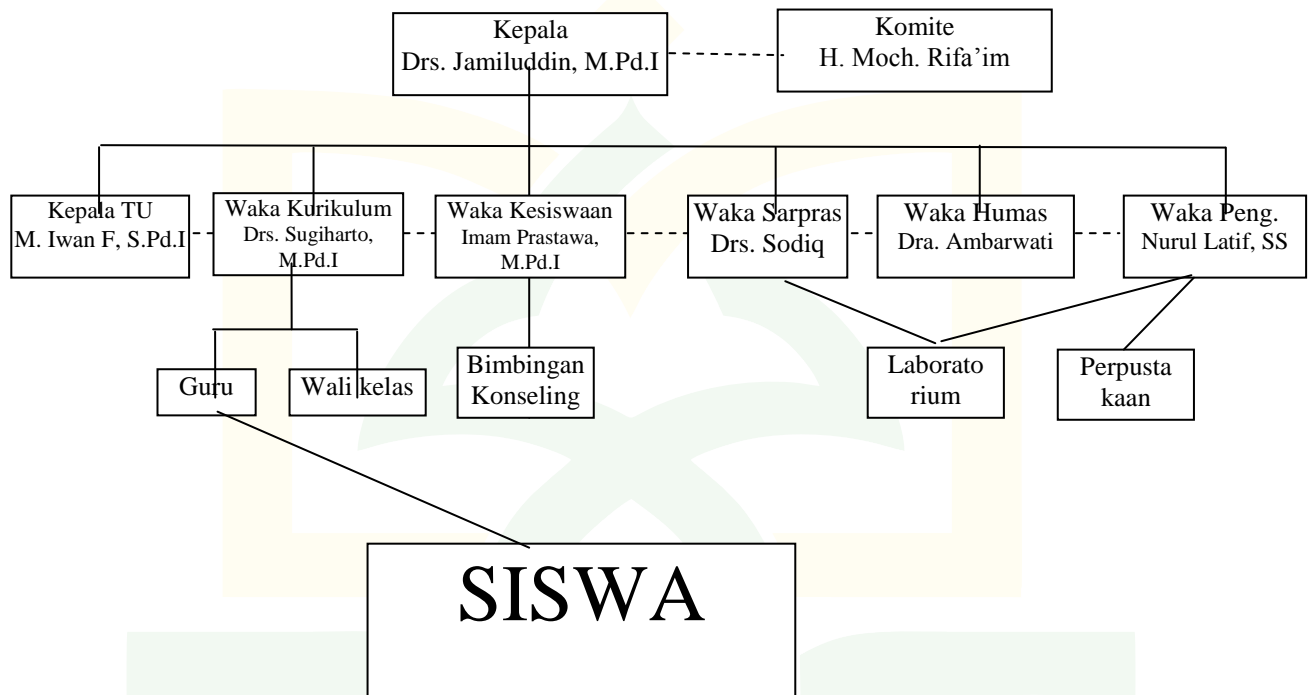 Kepala
Drs. Jamiluddin, M.Pd.I
Komite
H. Moch. Rifa’im
Kepala TU
M. Iwan F, S.Pd.I
Waka Kurikulum
Drs. Sugiharto,
M.Pd.I
Waka Kesiswaan
Imam Prastawa,
M.Pd.I
Waka Sarpras
Drs. Sodiq
Waka Humas
Dra. Ambarwati
Waka Peng.
Nurul Latif, SS
Guru
Wali kelas
Bimbingan
Konseling
Laborato
rium
Perpusta
kaan
SISWA